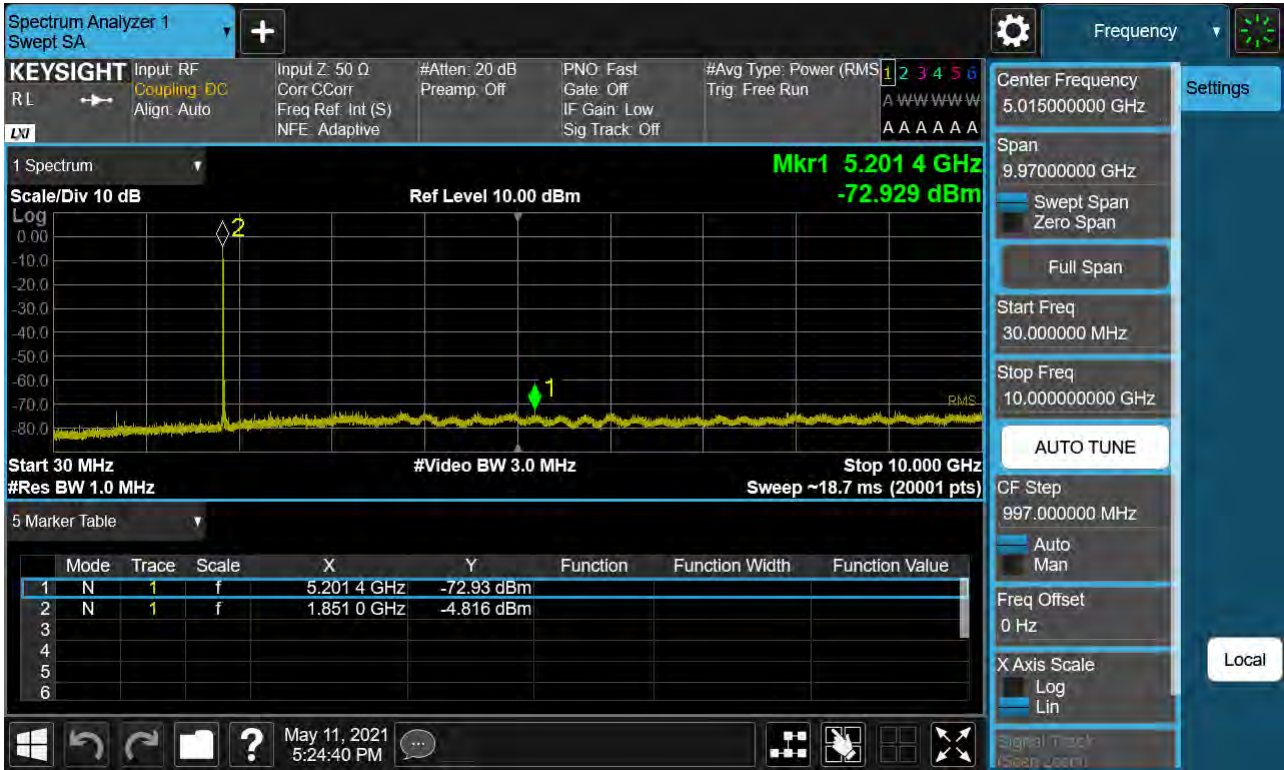 Spectrum Analyzer 1
Swept SA
+
Frequency
KEYSIGHT
RL
LXI
Input: RF
Coupling: DC
Align: Auto
Input Z: 50 Ω
Corr CCorr
Freq Ref: Int (S)
NFE: Adaptive
#Atten: 20 dB
Preamp: Off
PNO: Fast
Gate: Off
IF Gain: Low
Sig Track: Off
#Avg Type: Power (RMS
Trig: Free Run
1 2 3 4 5 6
A W W W W W
A A A A A A
1 Spectrum
Scale/Div 10 dB
Ref Level 10.00 dBm
Mkr1 5.201 4 GHz
-72.929 dBm
Log
0.00
-10.0
-20.0
-30.0
-40.0
-50.0
-60.0
-70.0
-80.0
2
1
RMS
Start 30 MHz
#Video BW 3.0 MHz
Stop 10.000 GHz
#Res BW 1.0 MHz
Sweep ~18.7 ms (20001 pts)
5 Marker Table
Mode Trace Scale X Y Function Function Width Function Value
1 N 1 f 5.201 4 GHz -72.93 dBm
2 N 1 f 1.851 0 GHz -4.816 dBm
3
4
5
6
Center Frequency
5.015000000 GHz
Settings
Span
9.97000000 GHz
Swept Span
Zero Span
Full Span
Start Freq
30.000000 MHz
Stop Freq
10.000000000 GHz
AUTO TUNE
CF Step
997.000000 MHz
Auto
Man
Freq Offset
0 Hz
X Axis Scale
Log
Lin
Signal Track
(Span Zoom)
Local
?
May 11, 2021
5:24:40 PM